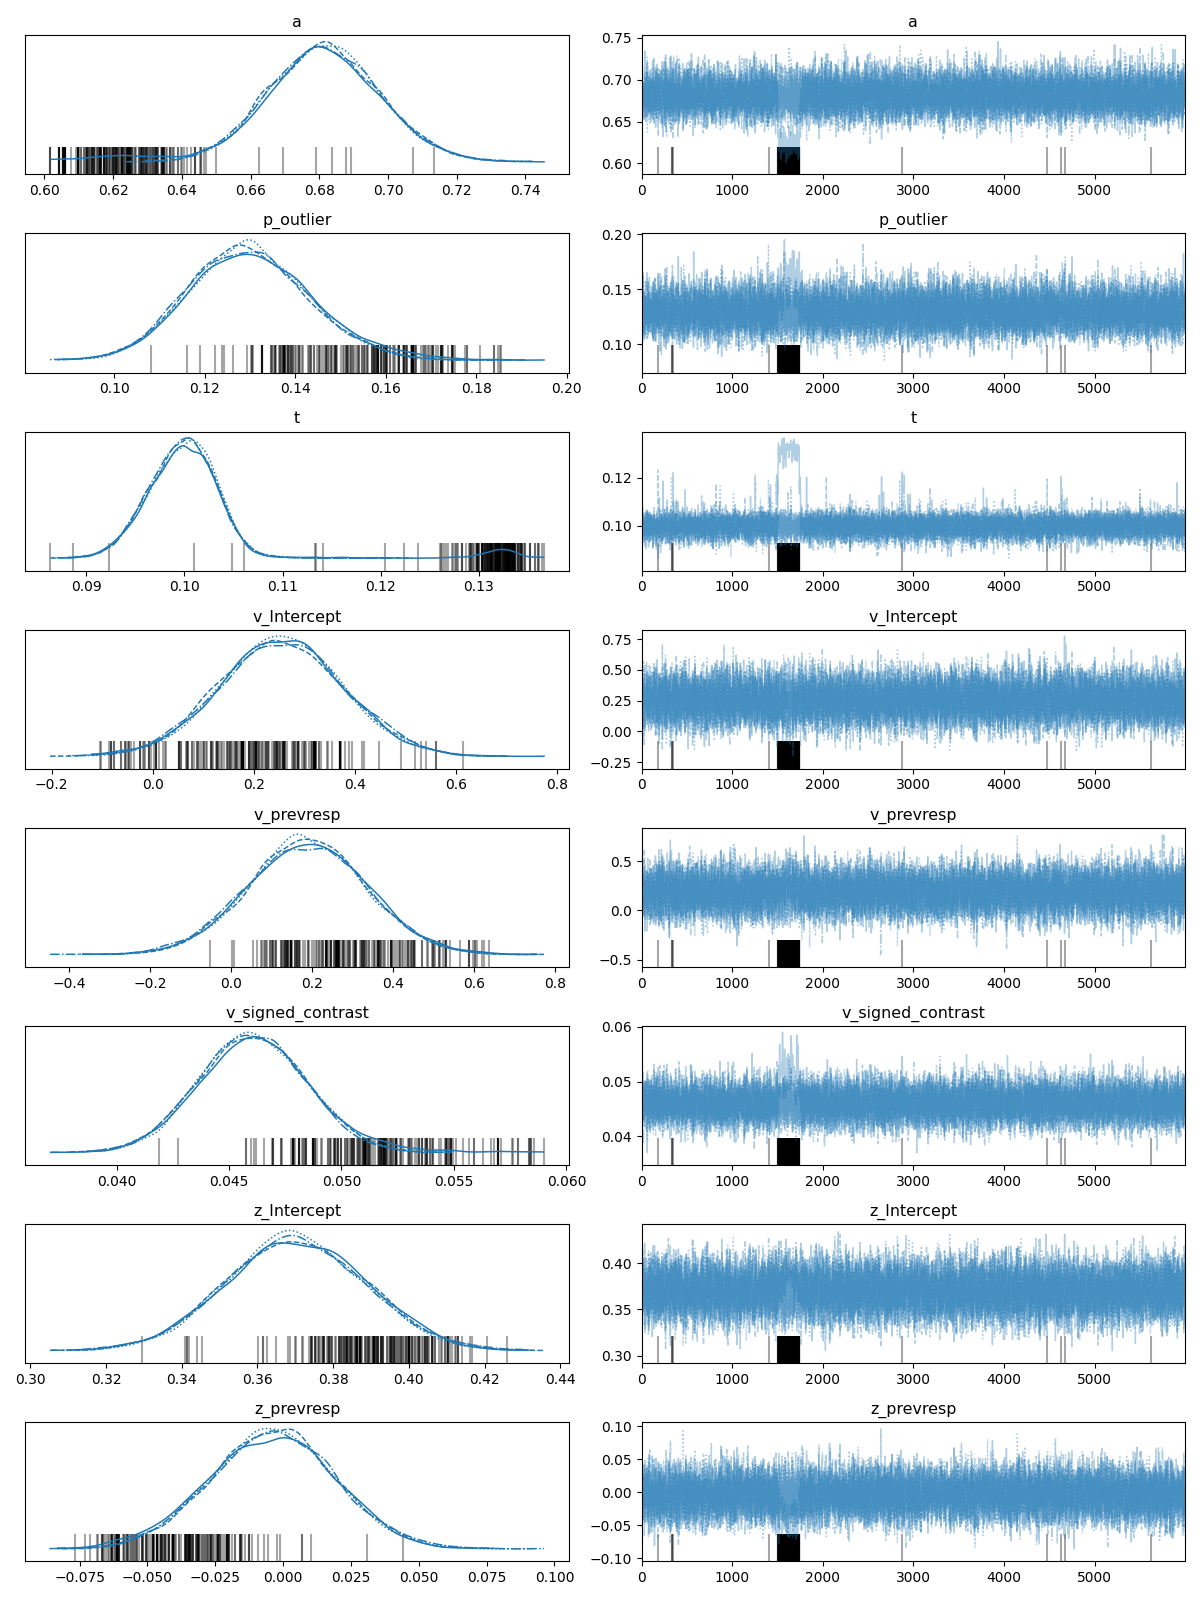 a a
0.60 0.62 0.64 0.66 0.68 0.70 0.72 0.74
0.75
0.70
0.65
0.60
0 1000 2000 3000 4000 5000
p_outlier p_outlier
0.10 0.12 0.14 0.16 0.18 0.20
0.20
0.15
0.10
0 1000 2000 3000 4000 5000
t t
0.09 0.10 0.11 0.12 0.13
0.12
0.10
0 1000 2000 3000 4000 5000
v_Intercept v_Intercept
−0.2 0.0 0.2 0.4 0.6 0.8
0.75
0.50
0.25
0.00
−0.25
0 1000 2000 3000 4000 5000
v_prevresp v_prevresp
−0.4 −0.2 0.0 0.2 0.4 0.6 0.8
0.5
0.0
−0.5
0 1000 2000 3000 4000 5000
v_signed_contrast v_signed_contrast
0.040 0.045 0.050 0.055 0.060
0.06
0.05
0.04
0 1000 2000 3000 4000 5000
z_Intercept z_Intercept
0.30 0.32 0.34 0.36 0.38 0.40 0.42 0.44
0.40
0.35
0.30
0 1000 2000 3000 4000 5000
z_prevresp z_prevresp
−0.075 −0.050 −0.025 0.000 0.025 0.050 0.075 0.100
0.10
0.05
0.00
−0.05
−0.10
0 1000 2000 3000 4000 5000